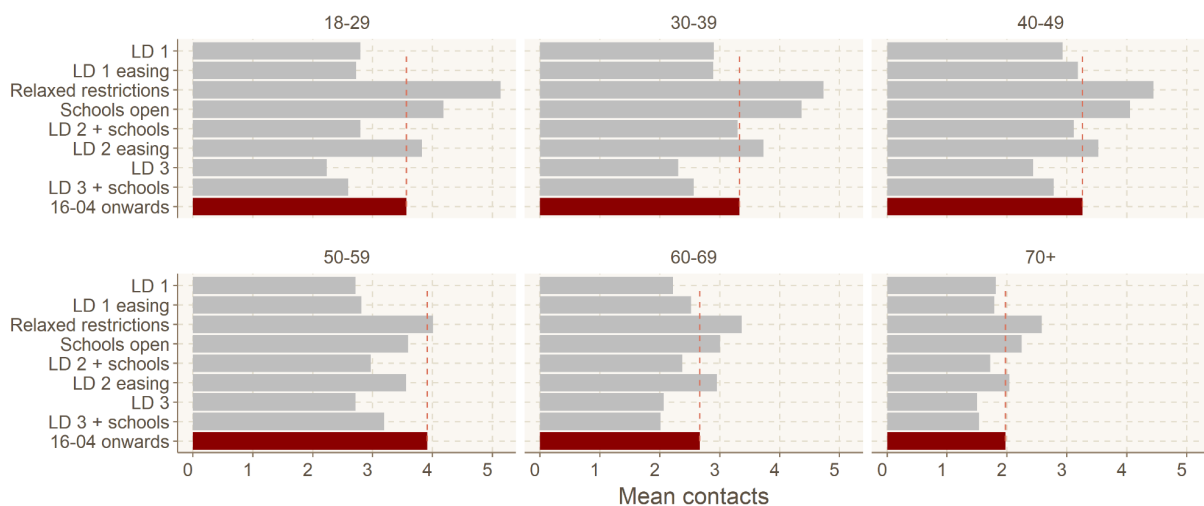 18-29
30-39
40-49
LD 1
LD 1 easing
Relaxed restrictions
Schools open
LD 2 + schools
LD 2 easing
LD 3
LD 3 + schools
16-04 onwards
50-59
60-69
70+
LD 1
LD 1 easing
Relaxed restrictions
Schools open
LD 2 + schools
LD 2 easing
LD 3
LD 3 + schools
16-04 onwards
0 1 2 3 4 5 0 1 2 3 4 5 0 1 2 3 4 5
Mean contacts